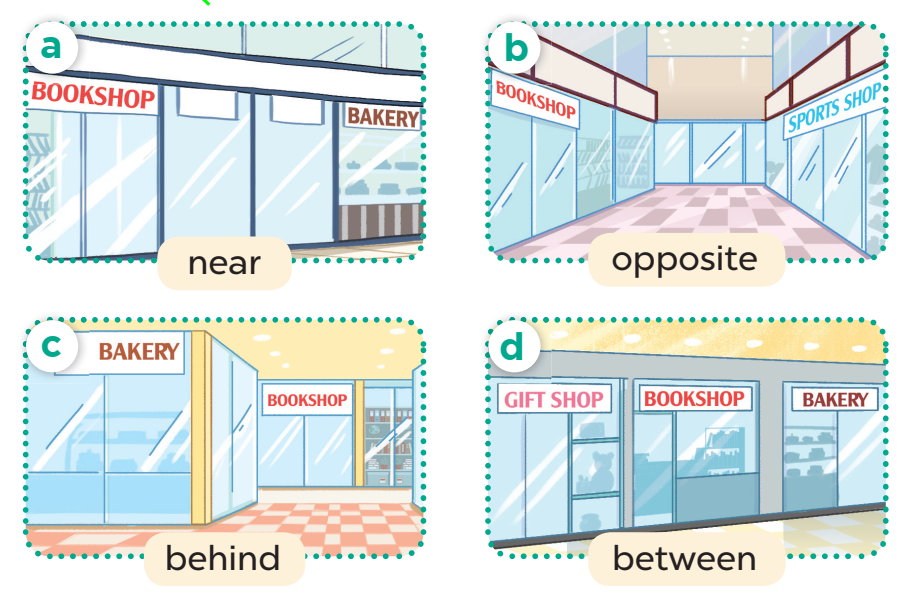 a
BOOKSHOP
BAKERY
near
b
BOOKSHOP
SPORTS SHOP
opposite
c
BAKERY
BOOKSHOP
behind
d
GIFT SHOP
BOOKSHOP
BAKERY
between